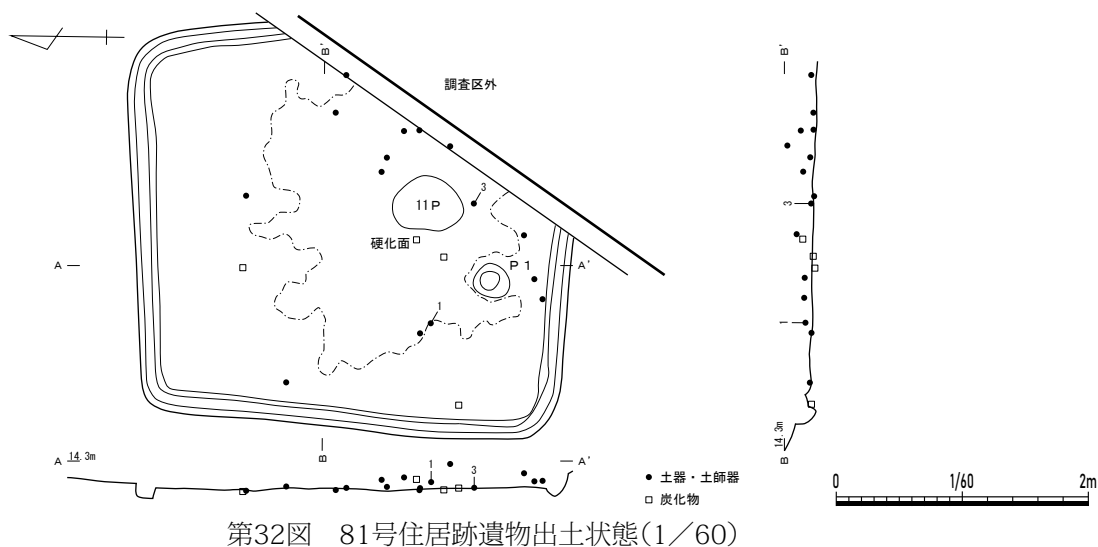 B'
調査区外
B'
3
11P
硬化面
3
A
P1
A'
1
1
B
14.3m
B
A 14.3m
1
3
A'
● 土器・土師器
□ 炭化物
0 1/60 2m
第32図 81号住居跡遺物出土状態(1/60)